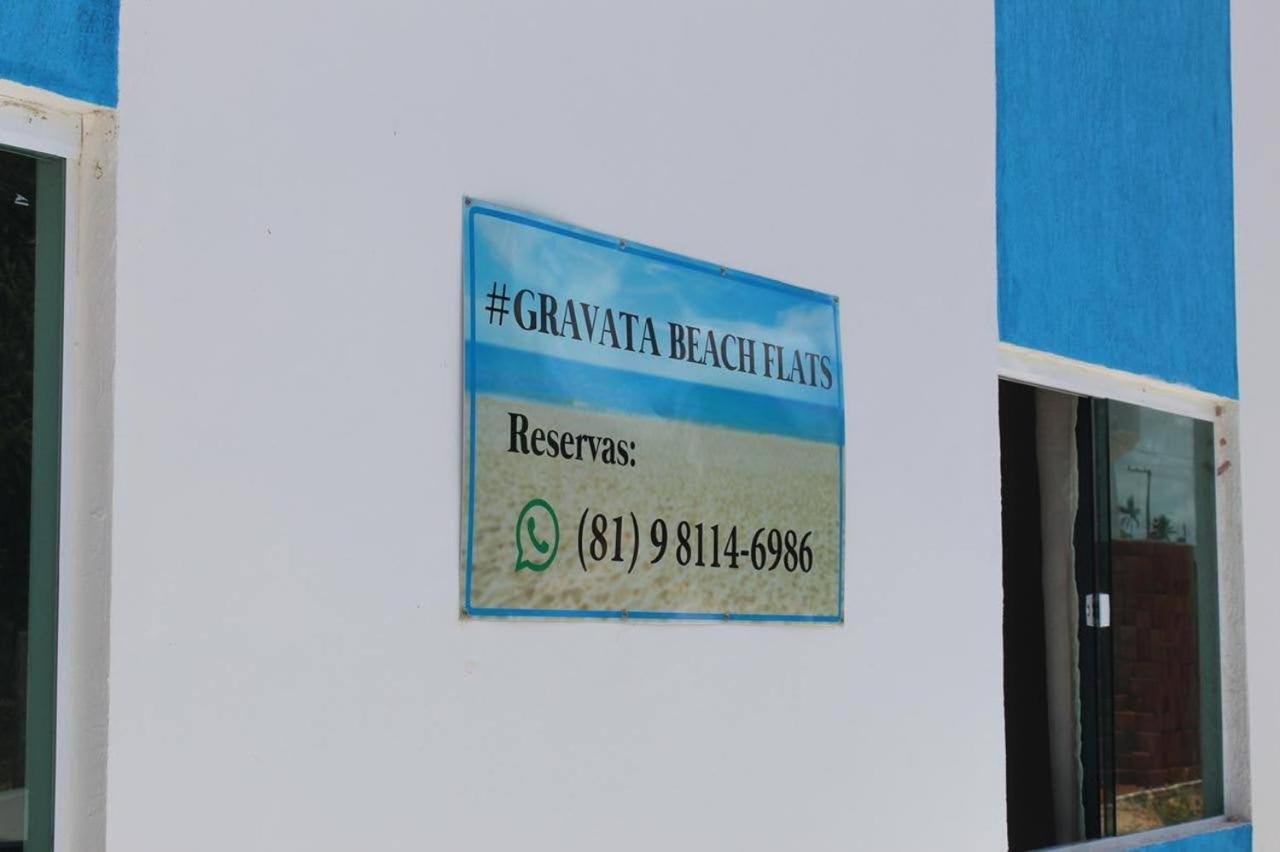 #GRAVATA BEACH FLATS
Reservas:
(81) 9 8114-6986